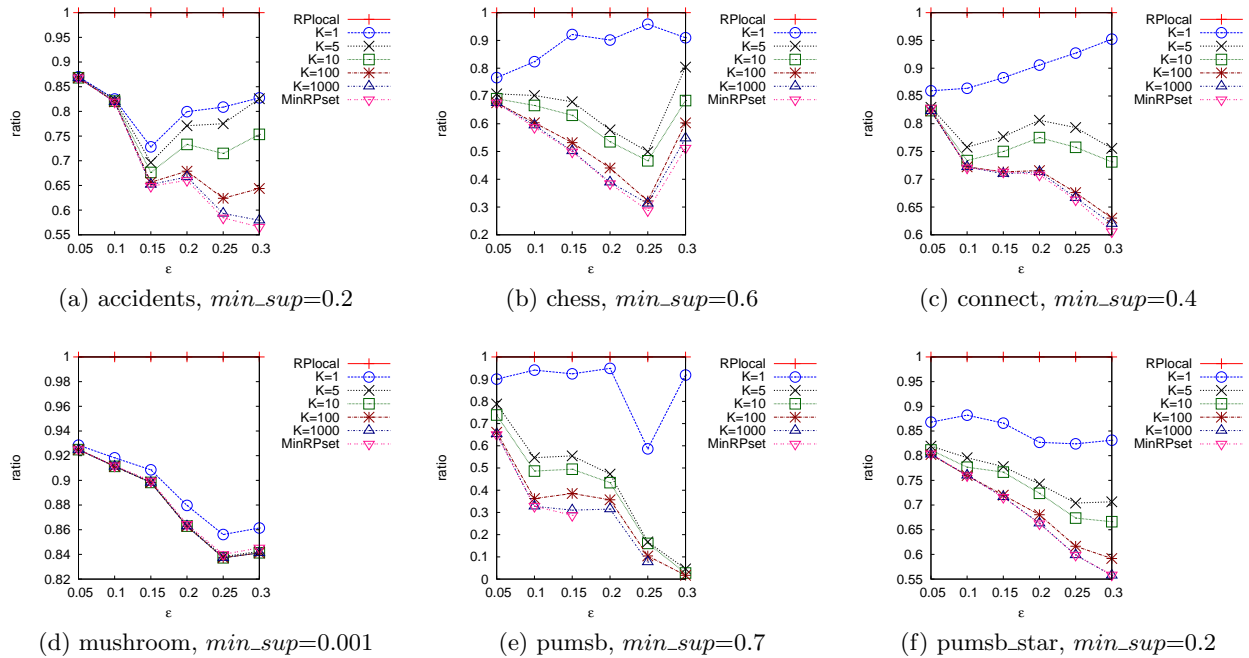 1
0.95
0.9
0.85
0.8
0.75
0.7
0.65
0.6
0.55
ratio
0.05 0.1 0.15 0.2 0.25 0.3
ε
RPlocal
K=1
K=5
K=10
K=100
K=1000
MinRPset
(a) accidents, min_sup=0.2
1
0.9
0.8
0.7
0.6
0.5
0.4
0.3
0.2
ratio
0.05 0.1 0.15 0.2 0.25 0.3
ε
RPlocal
K=1
K=5
K=10
K=100
K=1000
MinRPset
(b) chess, min_sup=0.6
1
0.95
0.9
0.85
0.8
0.75
0.7
0.65
0.6
ratio
0.05 0.1 0.15 0.2 0.25 0.3
ε
RPlocal
K=1
K=5
K=10
K=100
K=1000
MinRPset
(c) connect, min_sup=0.4
1
0.98
0.96
0.94
0.92
0.9
0.88
0.86
0.84
0.82
ratio
0.05 0.1 0.15 0.2 0.25 0.3
ε
RPlocal
K=1
K=5
K=10
K=100
K=1000
MinRPset
(d) mushroom, min_sup=0.001
1
0.9
0.8
0.7
0.6
0.5
0.4
0.3
0.2
0.1
0
ratio
0.05 0.1 0.15 0.2 0.25 0.3
ε
RPlocal
K=1
K=5
K=10
K=100
K=1000
MinRPset
(e) pumsb, min_sup=0.7
1
0.95
0.9
0.85
0.8
0.75
0.7
0.65
0.6
0.55
ratio
0.05 0.1 0.15 0.2 0.25 0.3
ε
RPlocal
K=1
K=5
K=10
K=100
K=1000
MinRPset
(f) pumsb_star, min_sup=0.2